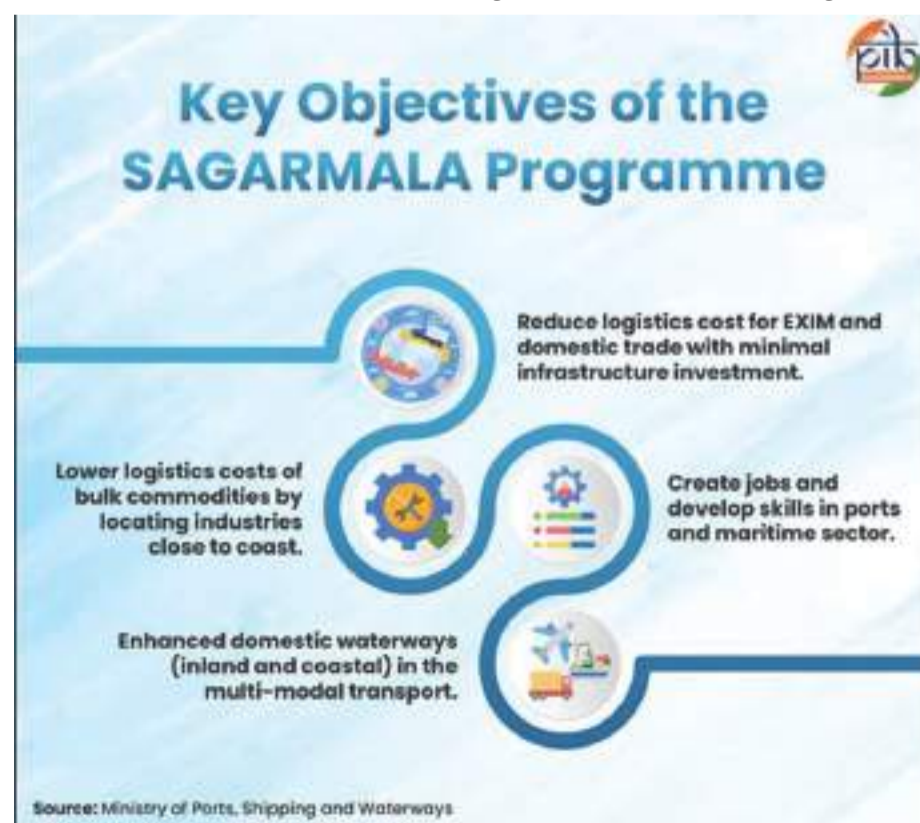 pib
Key Objectives of the
SAGARMALA Programme
Reduce logistics cost for EXIM and
domestic trade with minimal
infrastructure investment.
Lower logistics costs of
bulk commodities by
locating industries
close to coast.
Create jobs and
develop skills in ports
and maritime sector.
Enhanced domestic waterways
(inland and coastal) in the
multi-modal transport.
Source: Ministry of Ports, Shipping and Waterways